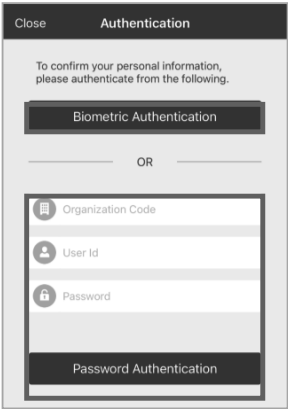 Close Authentication
To confirm your personal information,
please authenticate from the following.
Biometric Authentication
OR
Organization Code
User Id
Password
Password Authentication